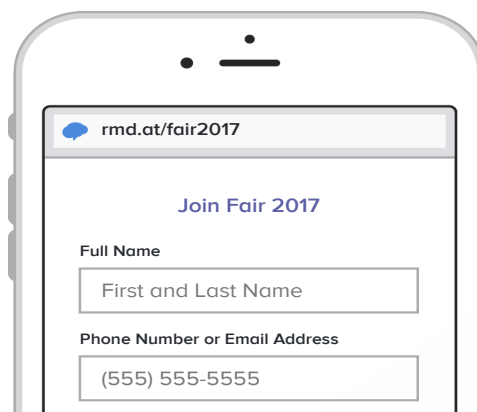 rmd.at/fair2017
Join Fair 2017
Full Name
First and Last Name
Phone Number or Email Address
(555) 555-5555